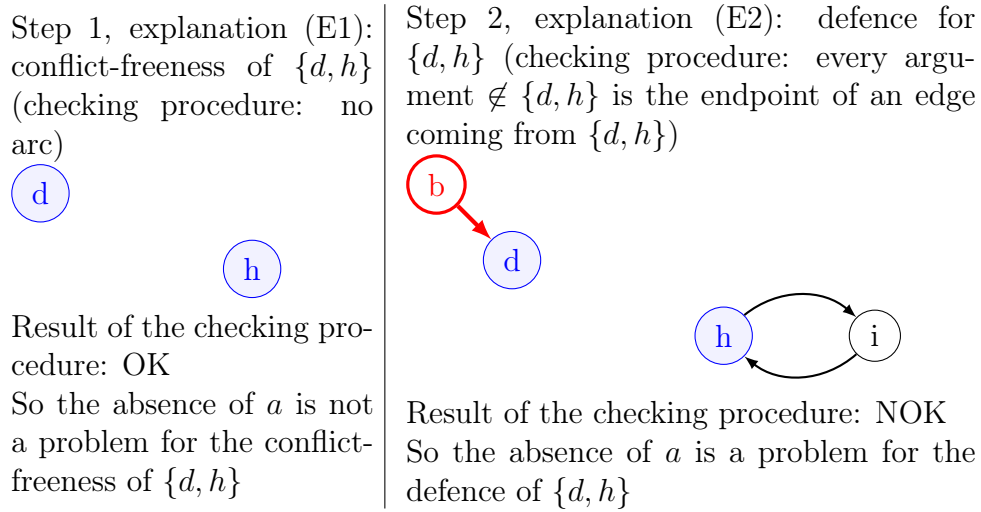 Step 1, explanation (E1):
conflict-freeness of {d, h}
(checking procedure: no
arc)
d
h
Result of the checking pro-
cedure: OK
So the absence of a is not
a problem for the conflict-
freeness of {d, h}
Step 2, explanation (E2): defence for
{d, h} (checking procedure: every argu-
ment ∉ {d, h} is the endpoint of an edge
coming from {d, h})
b
d
h
i
Result of the checking procedure: NOK
So the absence of a is a problem for the
defence of {d, h}